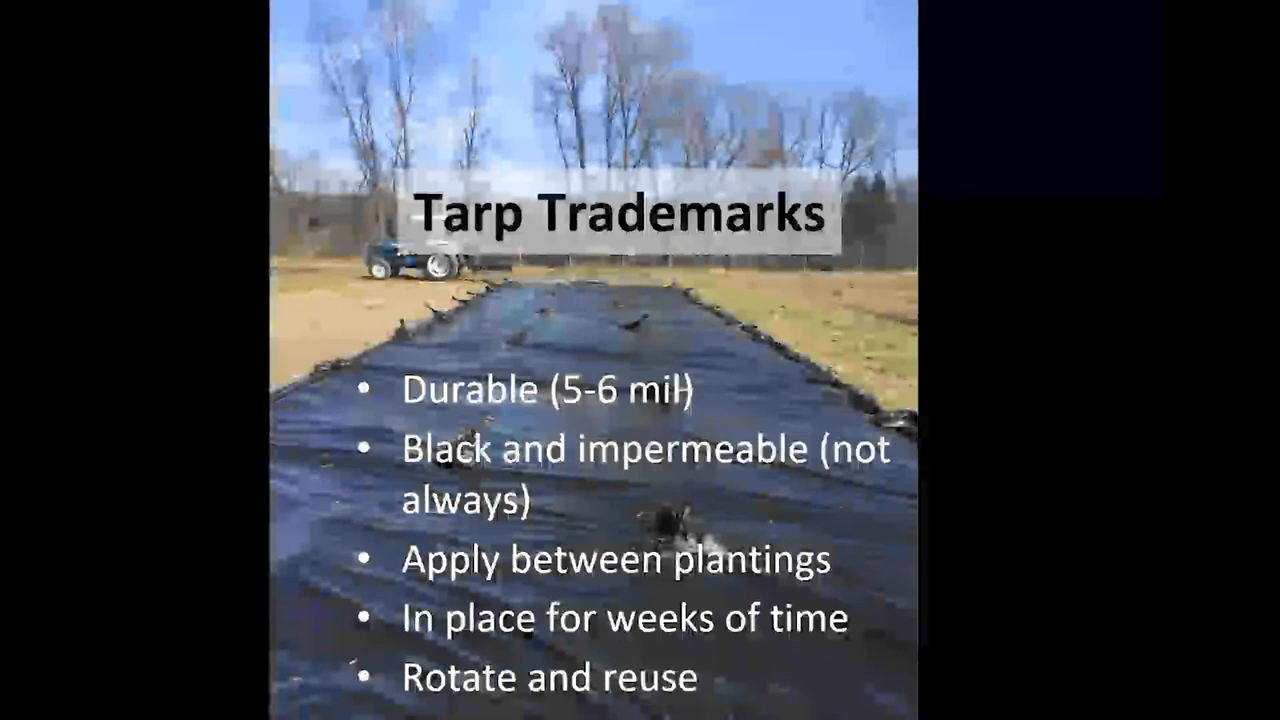 Tarp Trademarks
• Durable (5-6 mil)
• Black and impermeable (not
always)
• Apply between plantings
• In place for weeks of time
• Rotate and reuse